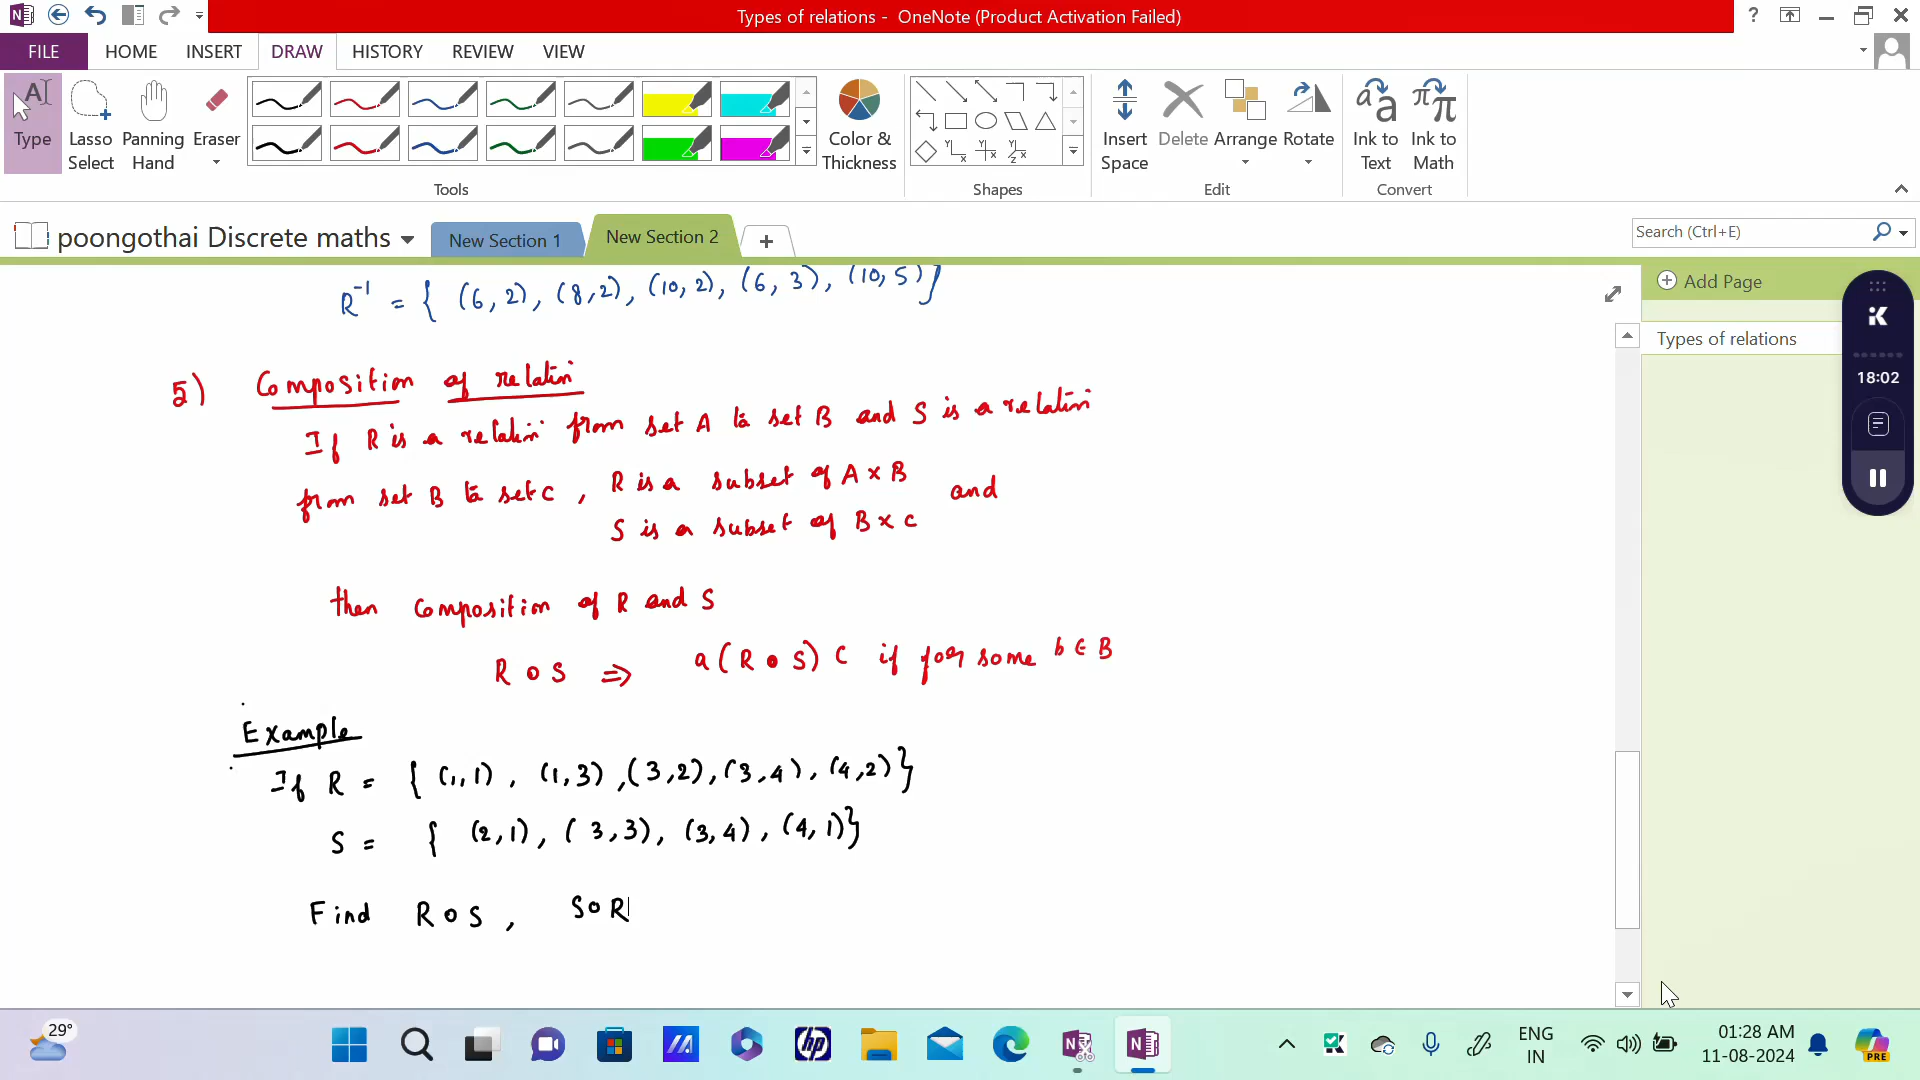 Types of relations - OneNote (Product Activation Failed)
FILE HOME INSERT DRAW HISTORY REVIEW VIEW
Type
Lasso Select
Panning Hand
Eraser
Color & Thickness
Insert Space
Delete
Arrange
Rotate
Ink to Text
Ink to Math
Tools
Shapes
Edit
Convert
poongothai Discrete maths
New Section 1
New Section 2
Search (Ctrl+E)
Add Page
Types of relations
18:02
R⁻¹ = { (6, 2), (8, 2), (10, 2), (6, 3), (10, 5) }
5) Composition of relatin
If R is a relatin from set A to set B and S is a relatin
from set B to set C , R is a subset of A × B and
S is a subset of B × C
then Composition of R and S
R o S ⇒ a (R o S) C if for some b ∈ B
Example
If R = { (1, 1) , (1, 3) , (3, 2), (3, 4), (4, 2) }
S = { (2, 1) , (3, 3), (3, 4) , (4, 1) }
Find R o S , S o R
29°
ENG
IN
01:28 AM
11-08-2024
PRE